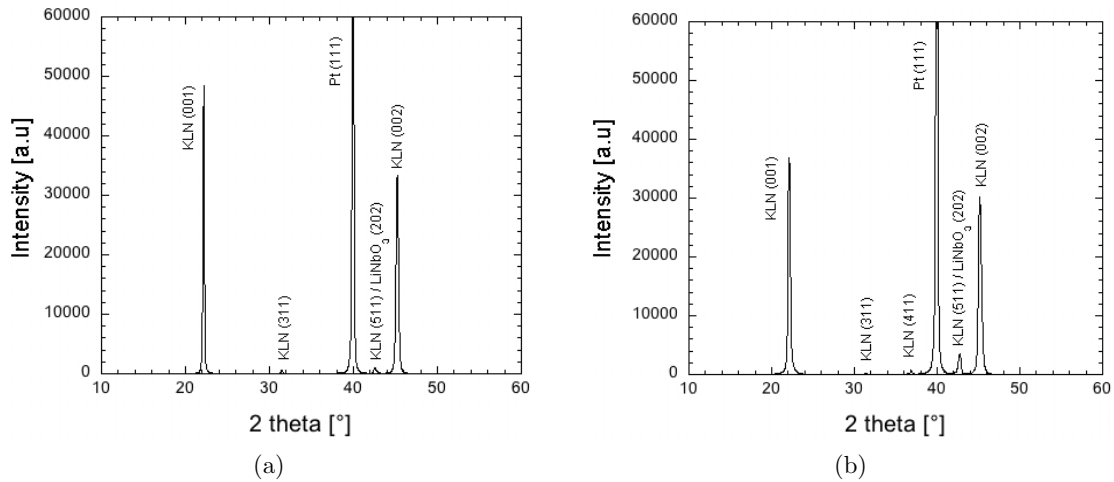 60000
50000
40000
30000
20000
10000
0
10
20
30
40
50
60
Intensity [a.u]
2 theta [°]
KLN (001)
KLN (311)
Pt (111)
KLN (511) / LiNbO3 (202)
KLN (002)
(a)
60000
50000
40000
30000
20000
10000
0
10
20
30
40
50
60
Intensity [a.u]
2 theta [°]
KLN (001)
KLN (311)
KLN (411)
Pt (111)
KLN (511) / LiNbO3 (202)
KLN (002)
(b)